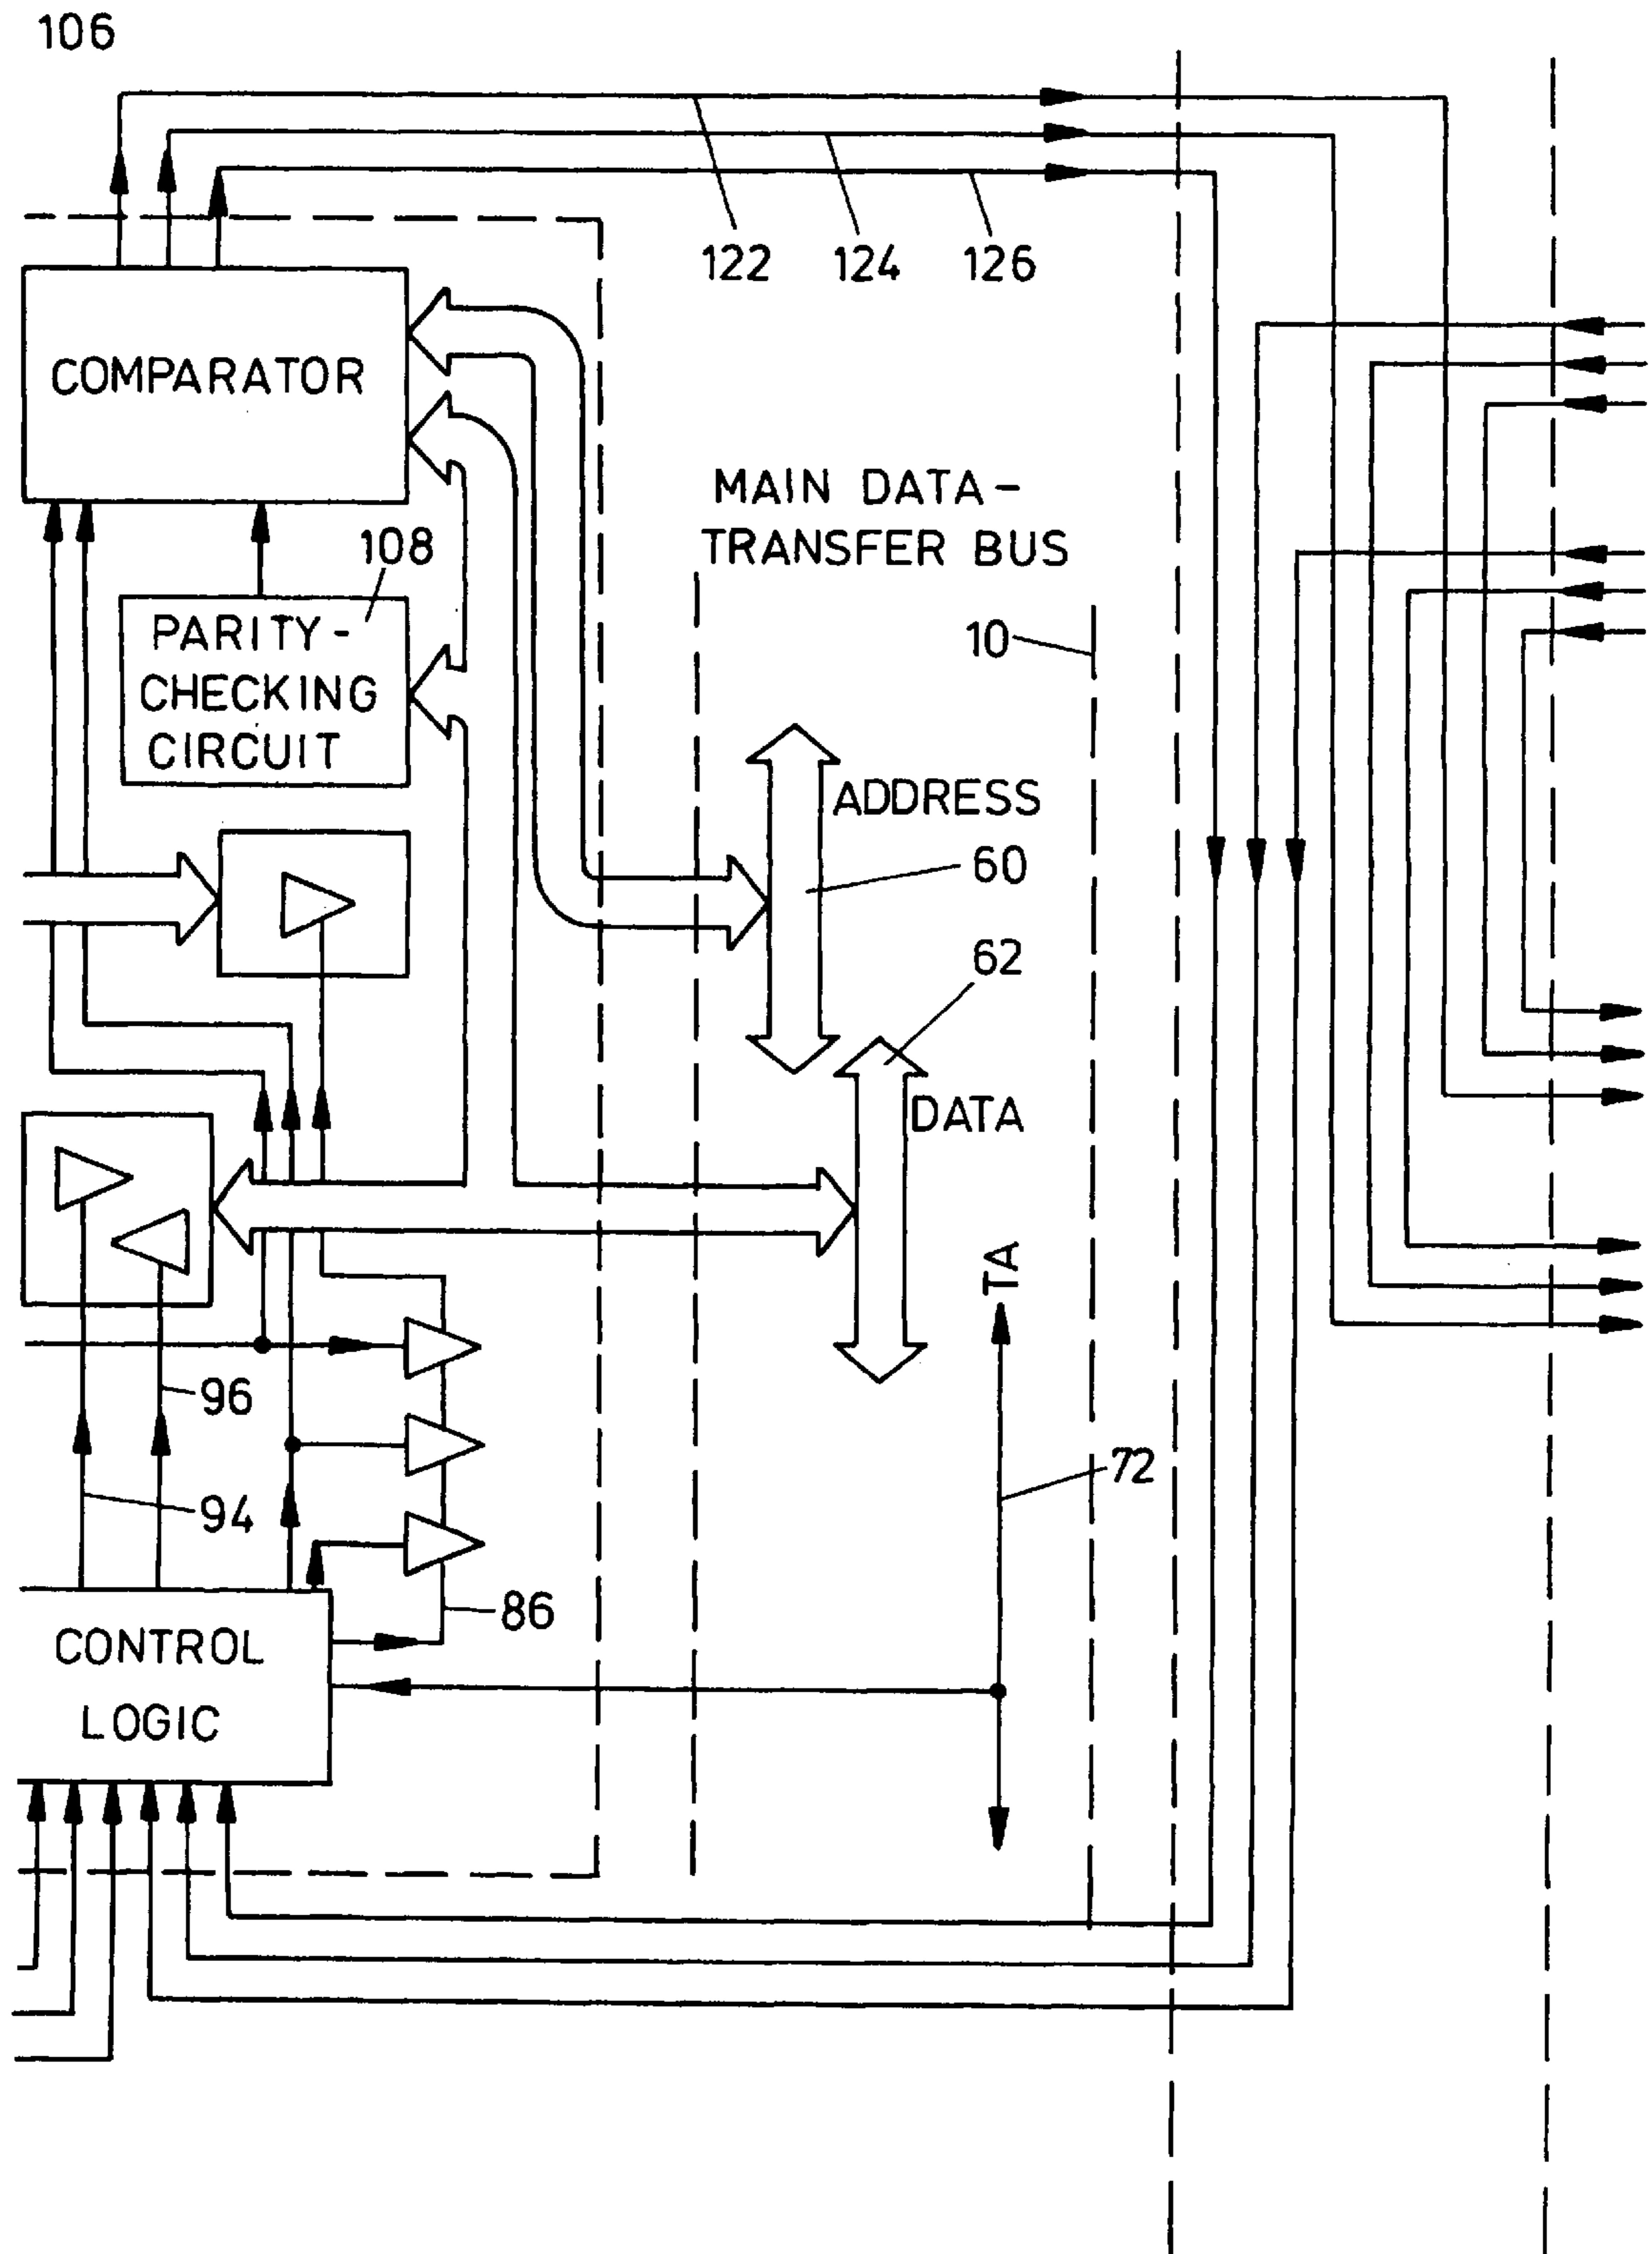 106
122 124 126
COMPARATOR
MAIN DATA-
TRANSFER BUS
108
PARITY-
CHECKING
CIRCUIT
10
ADDRESS
60
62
DATA
TA
96
72
94
86
CONTROL
LOGIC